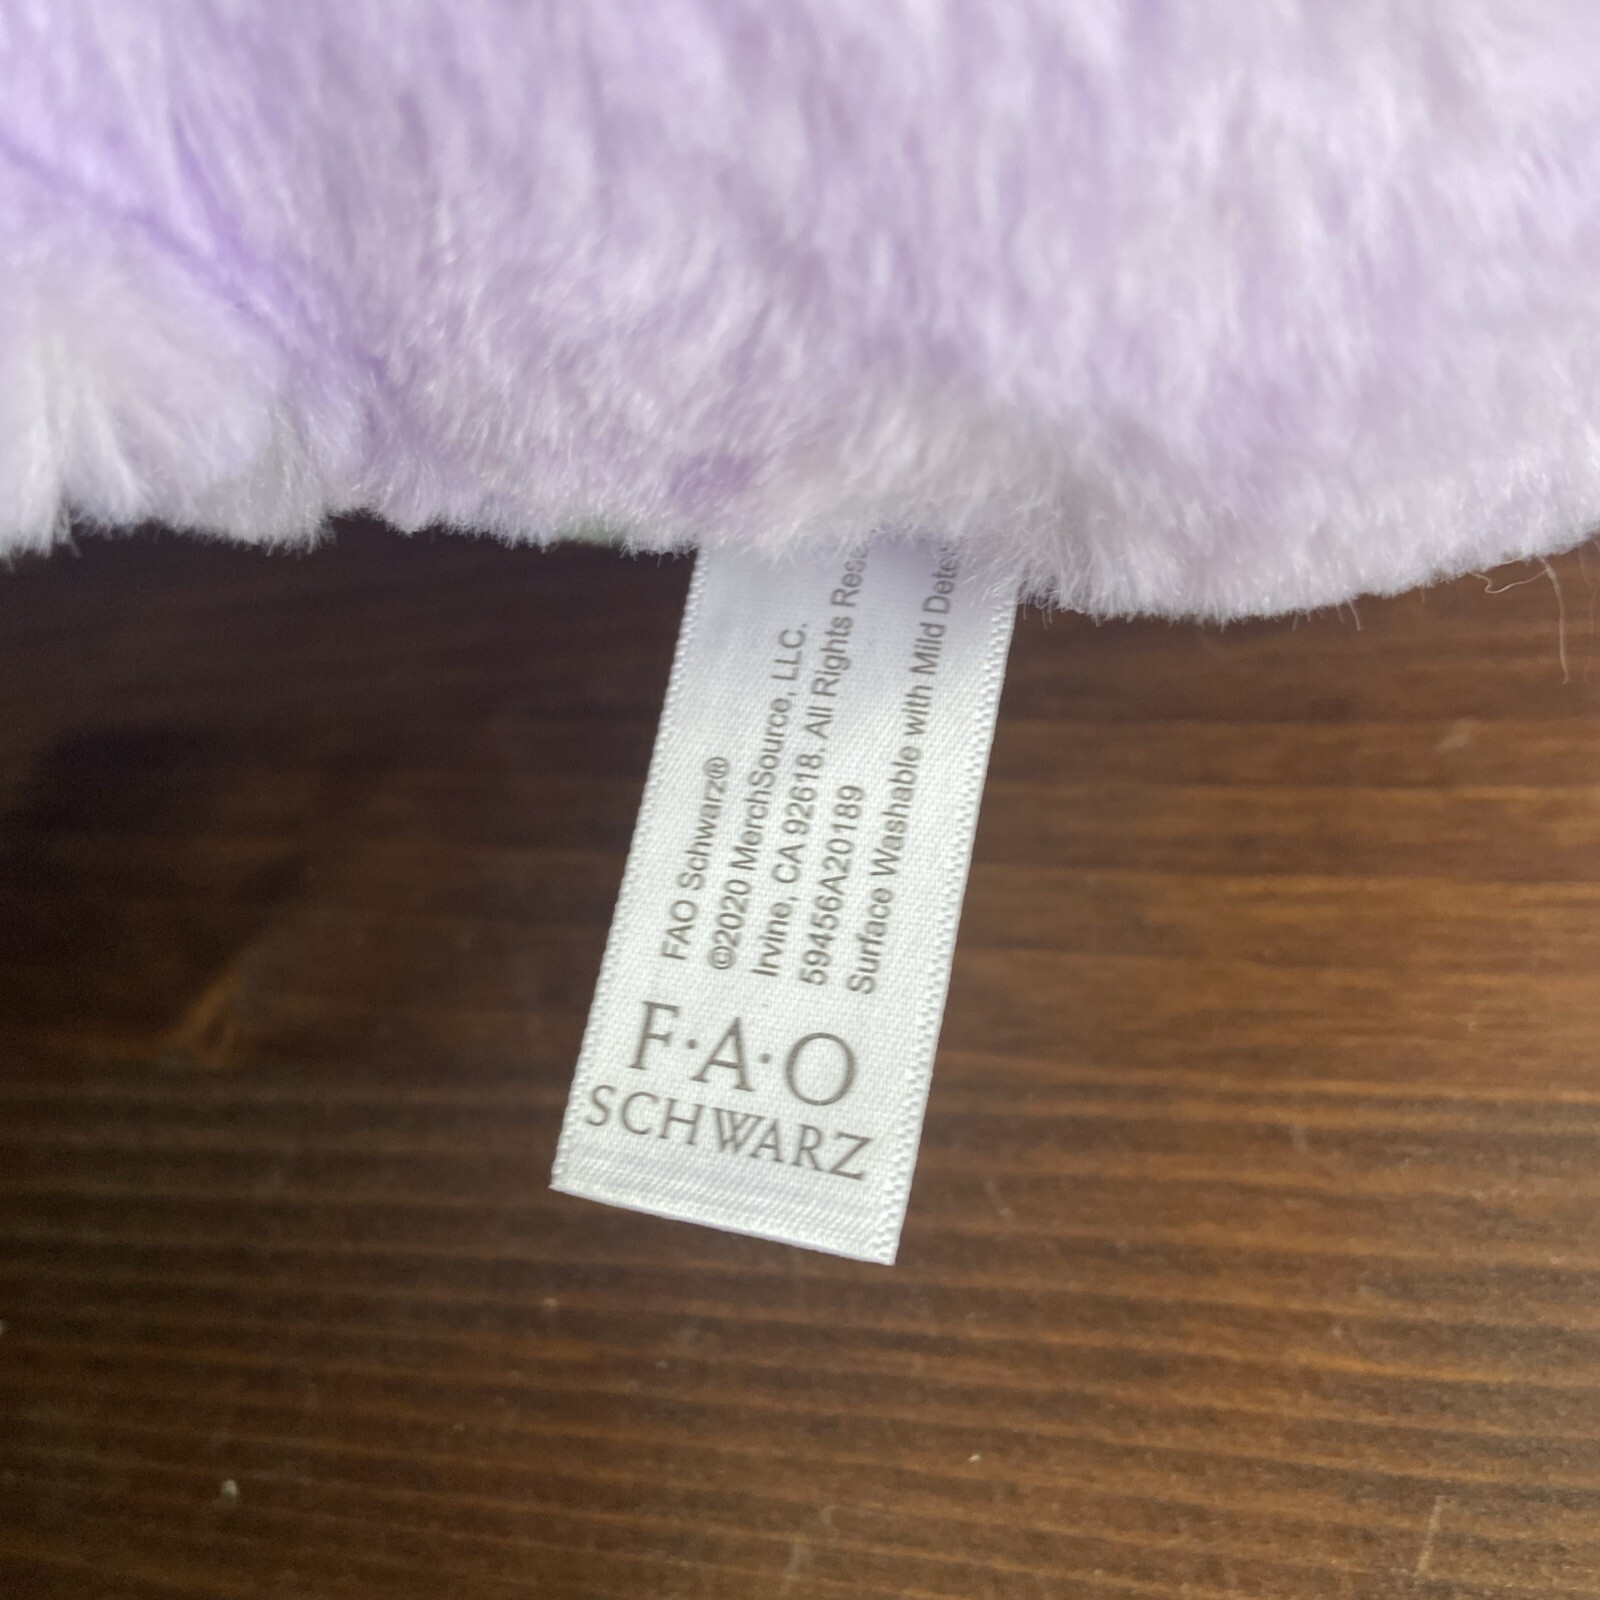 FAO Schwarz®
©2020 MerchSource, LLC.
Irvine, CA 92618. All Rights
59456A20189
Surface Washable with Mild
F·A·O
SCHWARZ